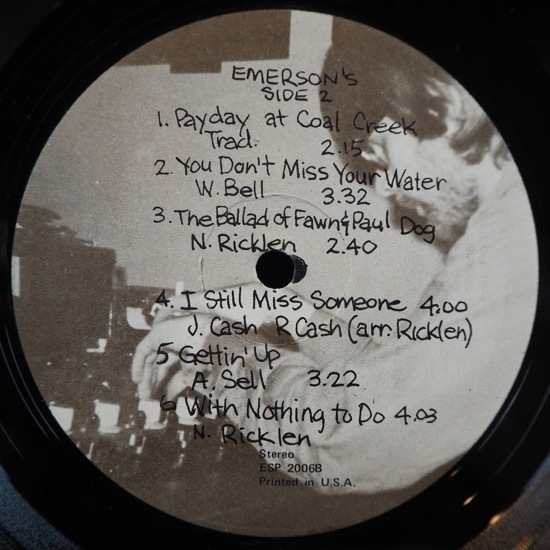 EMERSON's
SIDE 2
1. Payday at Coal Creek
Trad. 2.15
2. You Don't Miss Your Water
W. Bell 3.32
3. The Ballad of Fawn & Paul Dog
N. Ricklen 2.40
4. I Still Miss Someone 4.00
J. Cash R Cash (arr. Ricklen)
5 Gettin' Up
A. Sell 3.22
6 With Nothing to Do 4.03
N. Ricklen
Stereo
ESP 2006B
Printed in U.S.A.